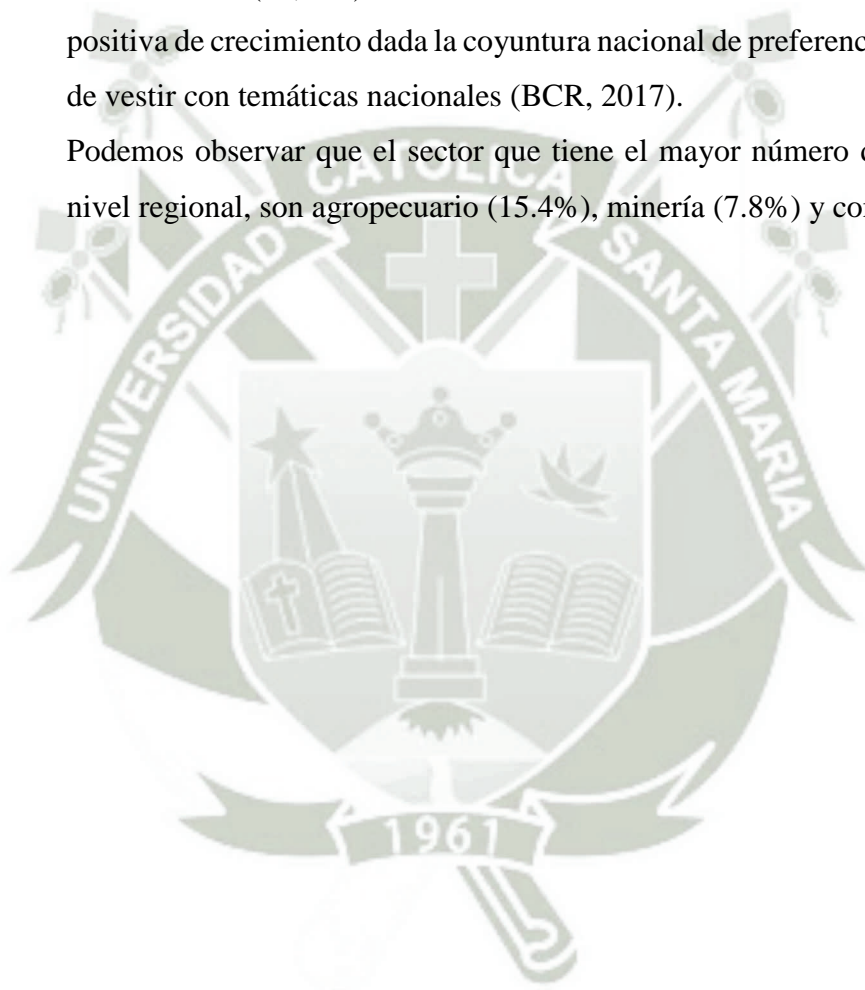 positiva de crecimiento dada la coyuntura nacional de
de vestir con temáticas nacionales (BCR, 2017).
Podemos observar que el sector que tiene el mayor número
nivel regional, son agropecuario (15.4%), minería (7.8%) y
UNIVERSIDAD
CATOLICA
SANTA MARIA
1961